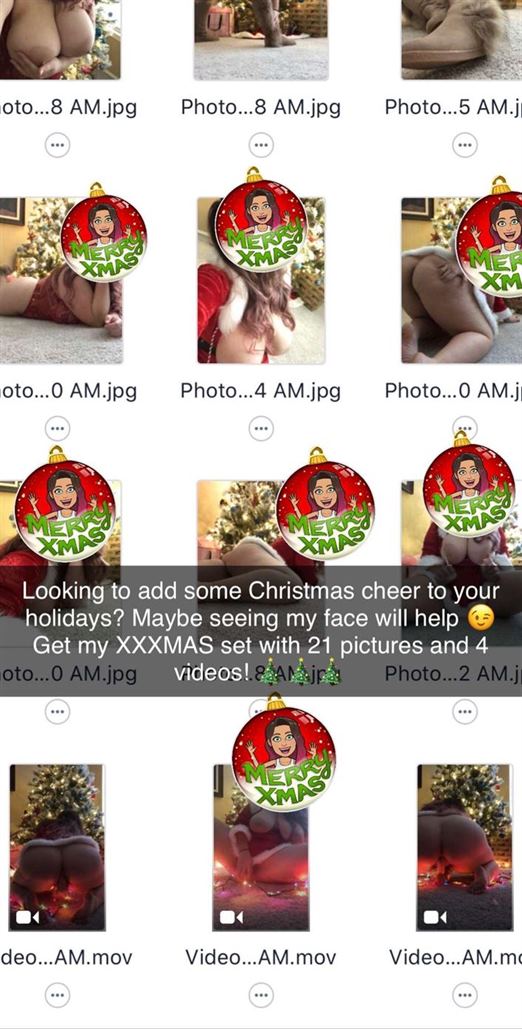 oto...8 AM.jpg
Photo...8 AM.jpg
Photo...5 AM.j
MERRY
XMAS
MERRY
XMAS
MER
XM
oto...0 AM.jpg
Photo...4 AM.jpg
Photo...0 AM.j
MERRY
XMAS
MERRY
XMAS
MERRY
XMAS
Looking to add some Christmas cheer to your
holidays? Maybe seeing my face will help 😉
Get my XXXMAS set with 21 pictures and 4
videos!🎄🎄🎄
oto...0 AM.jpg
Photo...2 AM.j
MERRY
XMAS
deo...AM.mov
Video...AM.mov
Video...AM.mo